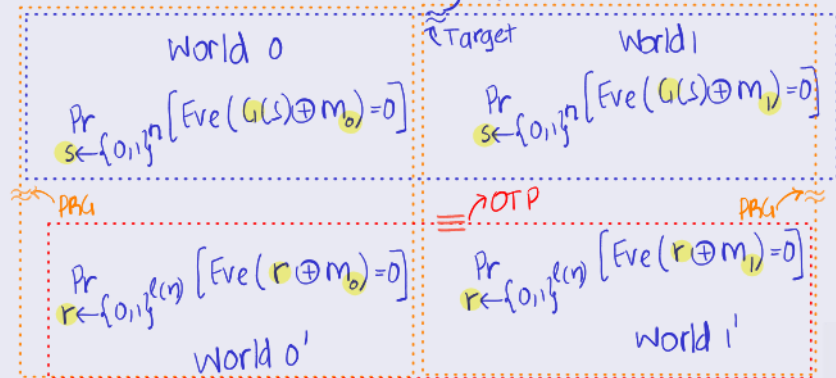 World 0
Pr s←{0,1}ⁿ [Eve(G(s)⊕m₀)=0]
≈ Target
World 1
Pr s←{0,1}ⁿ [Eve(G(s)⊕m₁)=0]
≈ PRG
≡ OTP
PRG ≈
Pr r←{0,1}^ℓ(n) [Eve(r⊕m₀)=0]
World 0'
Pr r←{0,1}^ℓ(n) [Eve(r⊕m₁)=0]
World 1'